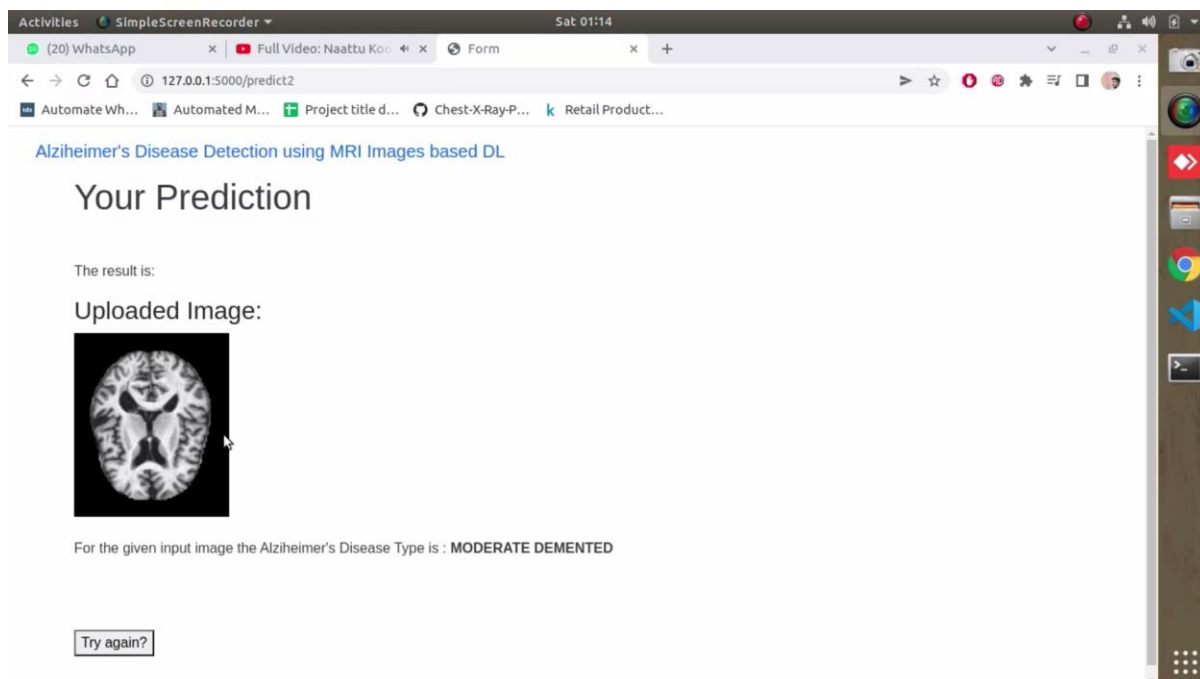 Activities SimpleScreenRecorder Sat 01:14
(20) WhatsApp Full Video: Naattu Koo Form
127.0.0.1:5000/predict2
Automate Wh... Automated M... Project title d... Chest-X-Ray-P... k Retail Product...
Alziheimer's Disease Detection using MRI Images based DL
Your Prediction
The result is:
Uploaded Image:
For the given input image the Alziheimer's Disease Type is : MODERATE DEMENTED
Try again?